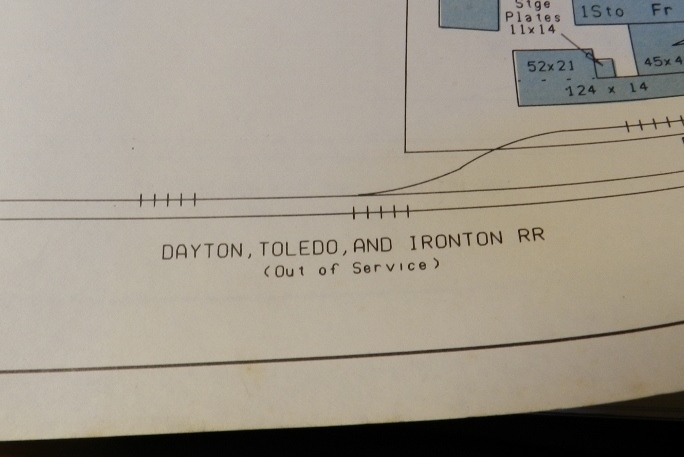 Stge
Plates
11x14
1Sto Fr
52x21
45x4
124 x 14
DAYTON, TOLEDO, AND IRONTON RR
(Out of Service)